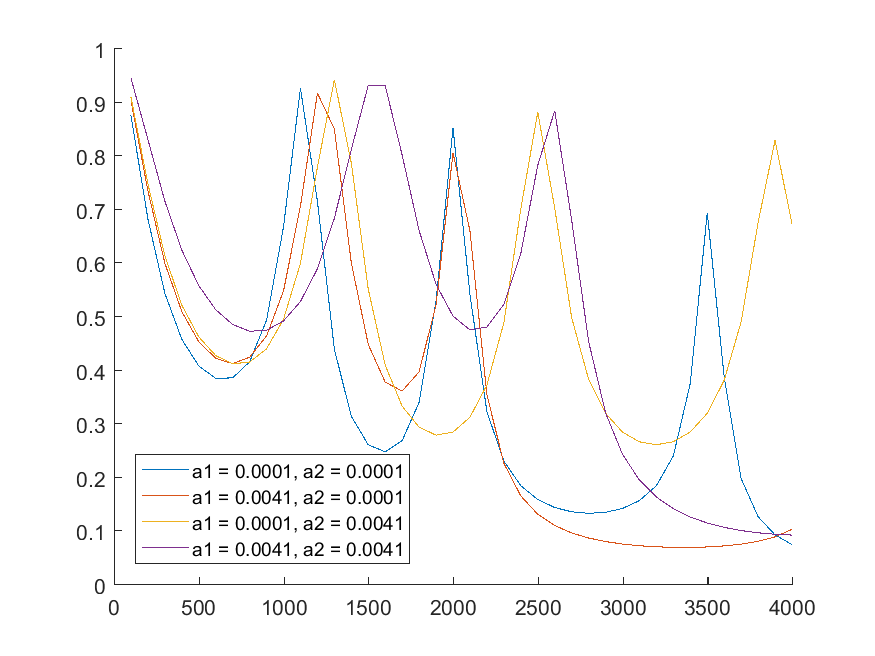 1
0.9
0.8
0.7
0.6
0.5
0.4
0.3
0.2
0.1
0
a1 = 0.0001, a2 = 0.0001
a1 = 0.0041, a2 = 0.0001
a1 = 0.0001, a2 = 0.0041
a1 = 0.0041, a2 = 0.0041
0 500 1000 1500 2000 2500 3000 3500 4000